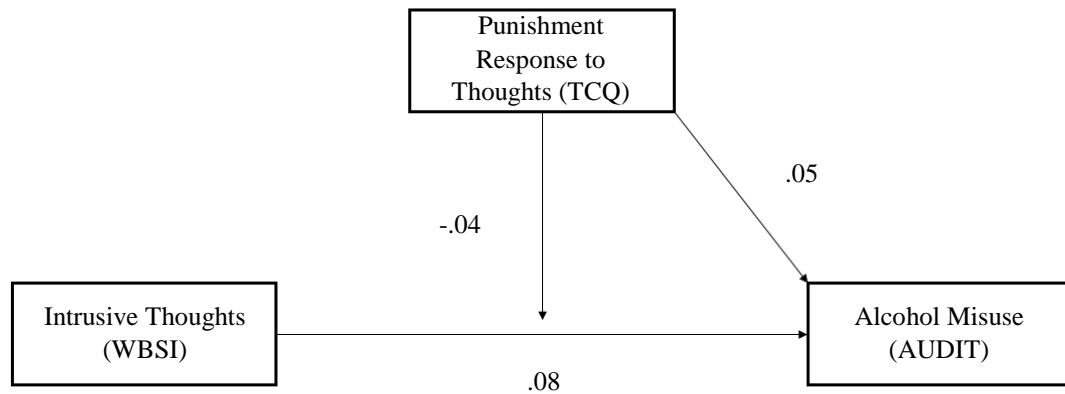 Punishment
Response to
Thoughts (TCQ)
.05
-.04
Intrusive Thoughts
(WBSI)
Alcohol Misuse
(AUDIT)
.08